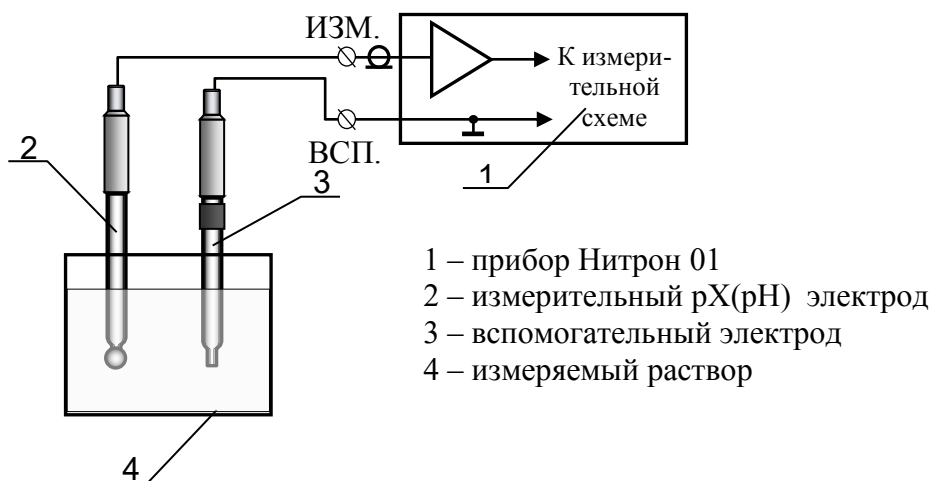 ИЗМ.
К измери-
тельной
схеме
ВСП.
2
3
1
1 – прибор Нитрон 01
2 – измерительный pX(pH) электрод
3 – вспомогательный электрод
4 – измеряемый раствор
4